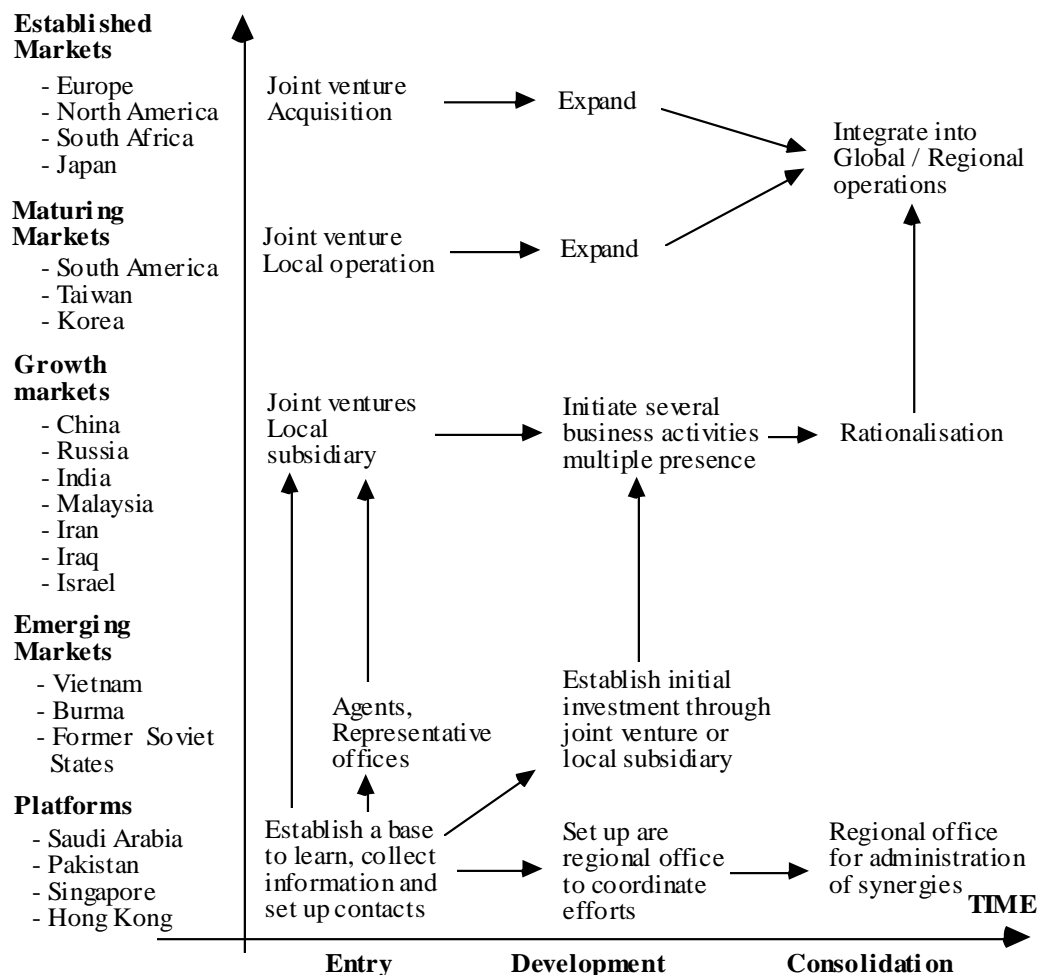 Established
Markets
- Europe
- North America
- South Africa
- Japan
Joint venture
Acquisition
Expand
Integrate into
Global / Regional
operations
Maturing
Markets
- South America
- Taiwan
- Korea
Joint venture
Local operation
Expand
Growth
markets
- China
- Russia
- India
- Malaysia
- Iran
- Iraq
- Israel
Joint ventures
Local
subsidiary
Initiate several
business activities
multiple presence
Rationalisation
Emerging
Markets
- Vietnam
- Burma
- Former Soviet
States
Agents,
Representative
offices
Establish initial
investment through
joint venture or
local subsidiary
Platforms
- Saudi Arabia
- Pakistan
- Singapore
- Hong Kong
Establish a base
to learn, collect
information and
set up contacts
Set up are
regional office
to coordinate
efforts
Regional office
for administration
of synergies
TIME
Entry
Development
Consolidation